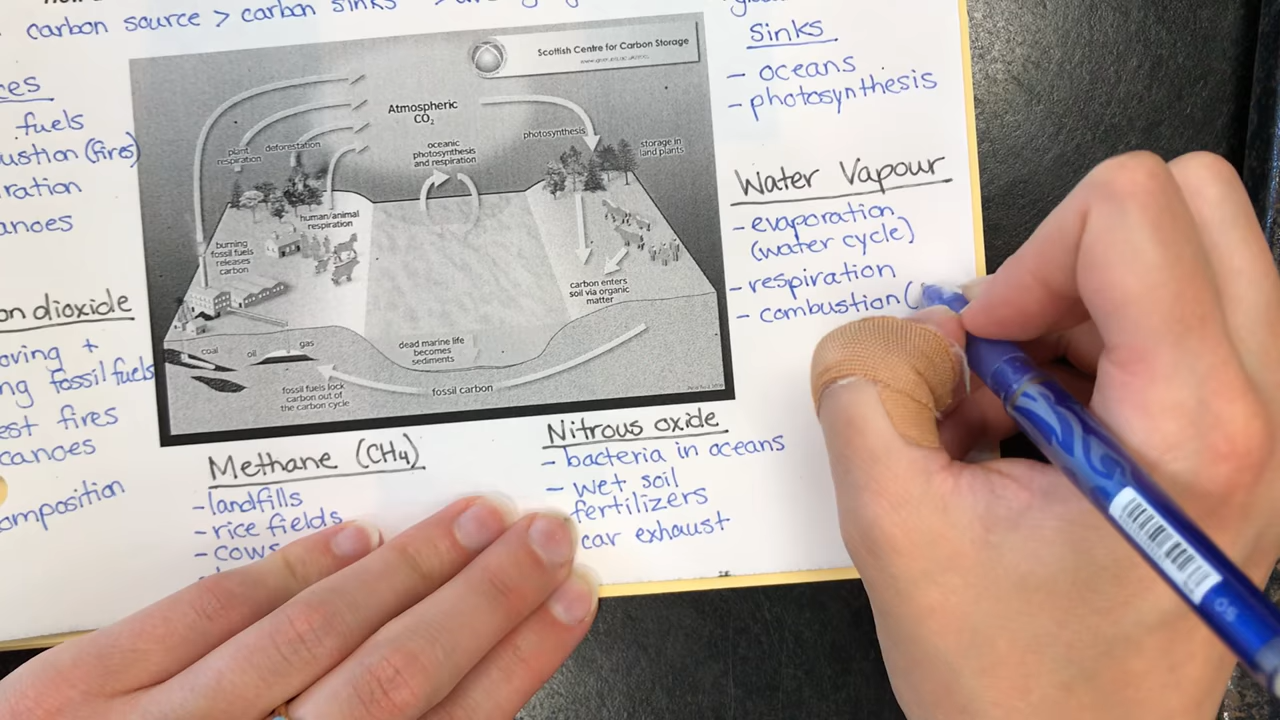 carbon source > carbon sinks
Sinks
- oceans
- photosynthesis
ces
fuels
ustion (fires)
ration
anoes
Scottish Centre for Carbon Storage
Atmospheric
CO₂
plant
respiration
deforestation
oceanic
photosynthesis
and respiration
photosynthesis
storage in
land plants
human/animal
respiration
burning
fossil fuels
releases
carbon
carbon enters
soil via organic
matter
coal
oil
gas
dead marine life
becomes
sediments
fossil fuels lock
carbon out of
the carbon cycle
fossil carbon
Water Vapour
- evaporation
(water cycle)
- respiration
- combustion (
on dioxide
oving +
ng fossil fuels
est fires
canoes
omposition
Methane (CH₄)
- landfills
- rice fields
- cows
Nitrous oxide
- bacteria in oceans
- wet soil
fertilizers
car exhaust
05